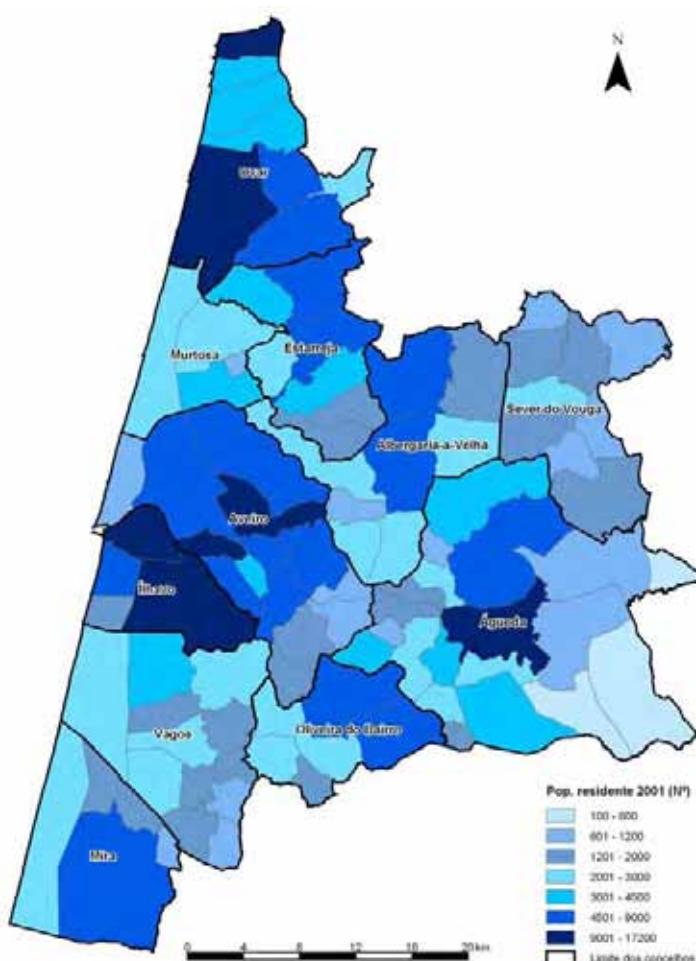 N
Ovar
Murtosa
Estarreja
Sever do Vouga
Albergaria-a-Velha
Aveiro
Ílhavo
Águeda
Vagos
Oliveira do Bairro
Mira
Pop. residente 2001 (Nº)
100 - 600
601 - 1200
1201 - 2000
2001 - 3000
3001 - 4500
4501 - 9000
9001 - 17200
Limite dos concelhos
0 4 8 12 16 20 km